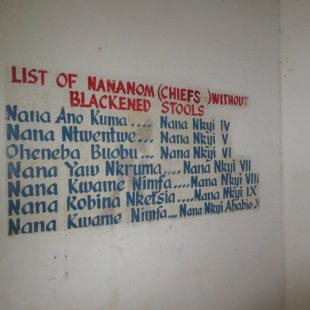 LIST OF NANANOM (CHIEFS ) WITHOUT
BLACKENED STOOLS
Nana Ano Kuma ..... Nana Nkyi IV
Nana Ntwentwe... Nana Nkyi V
Oheneba Buobu... Nana Nkyi VI
Nana Yaw Nkruma.... Nana Nkyi VII
Nana Kwame Nimfa... Nana Nkyi VIII
Nana Kobina Nketsia.... Nana Nkyi IX
Nana Kwame Nimfa... Nana Nkyi Ababio X